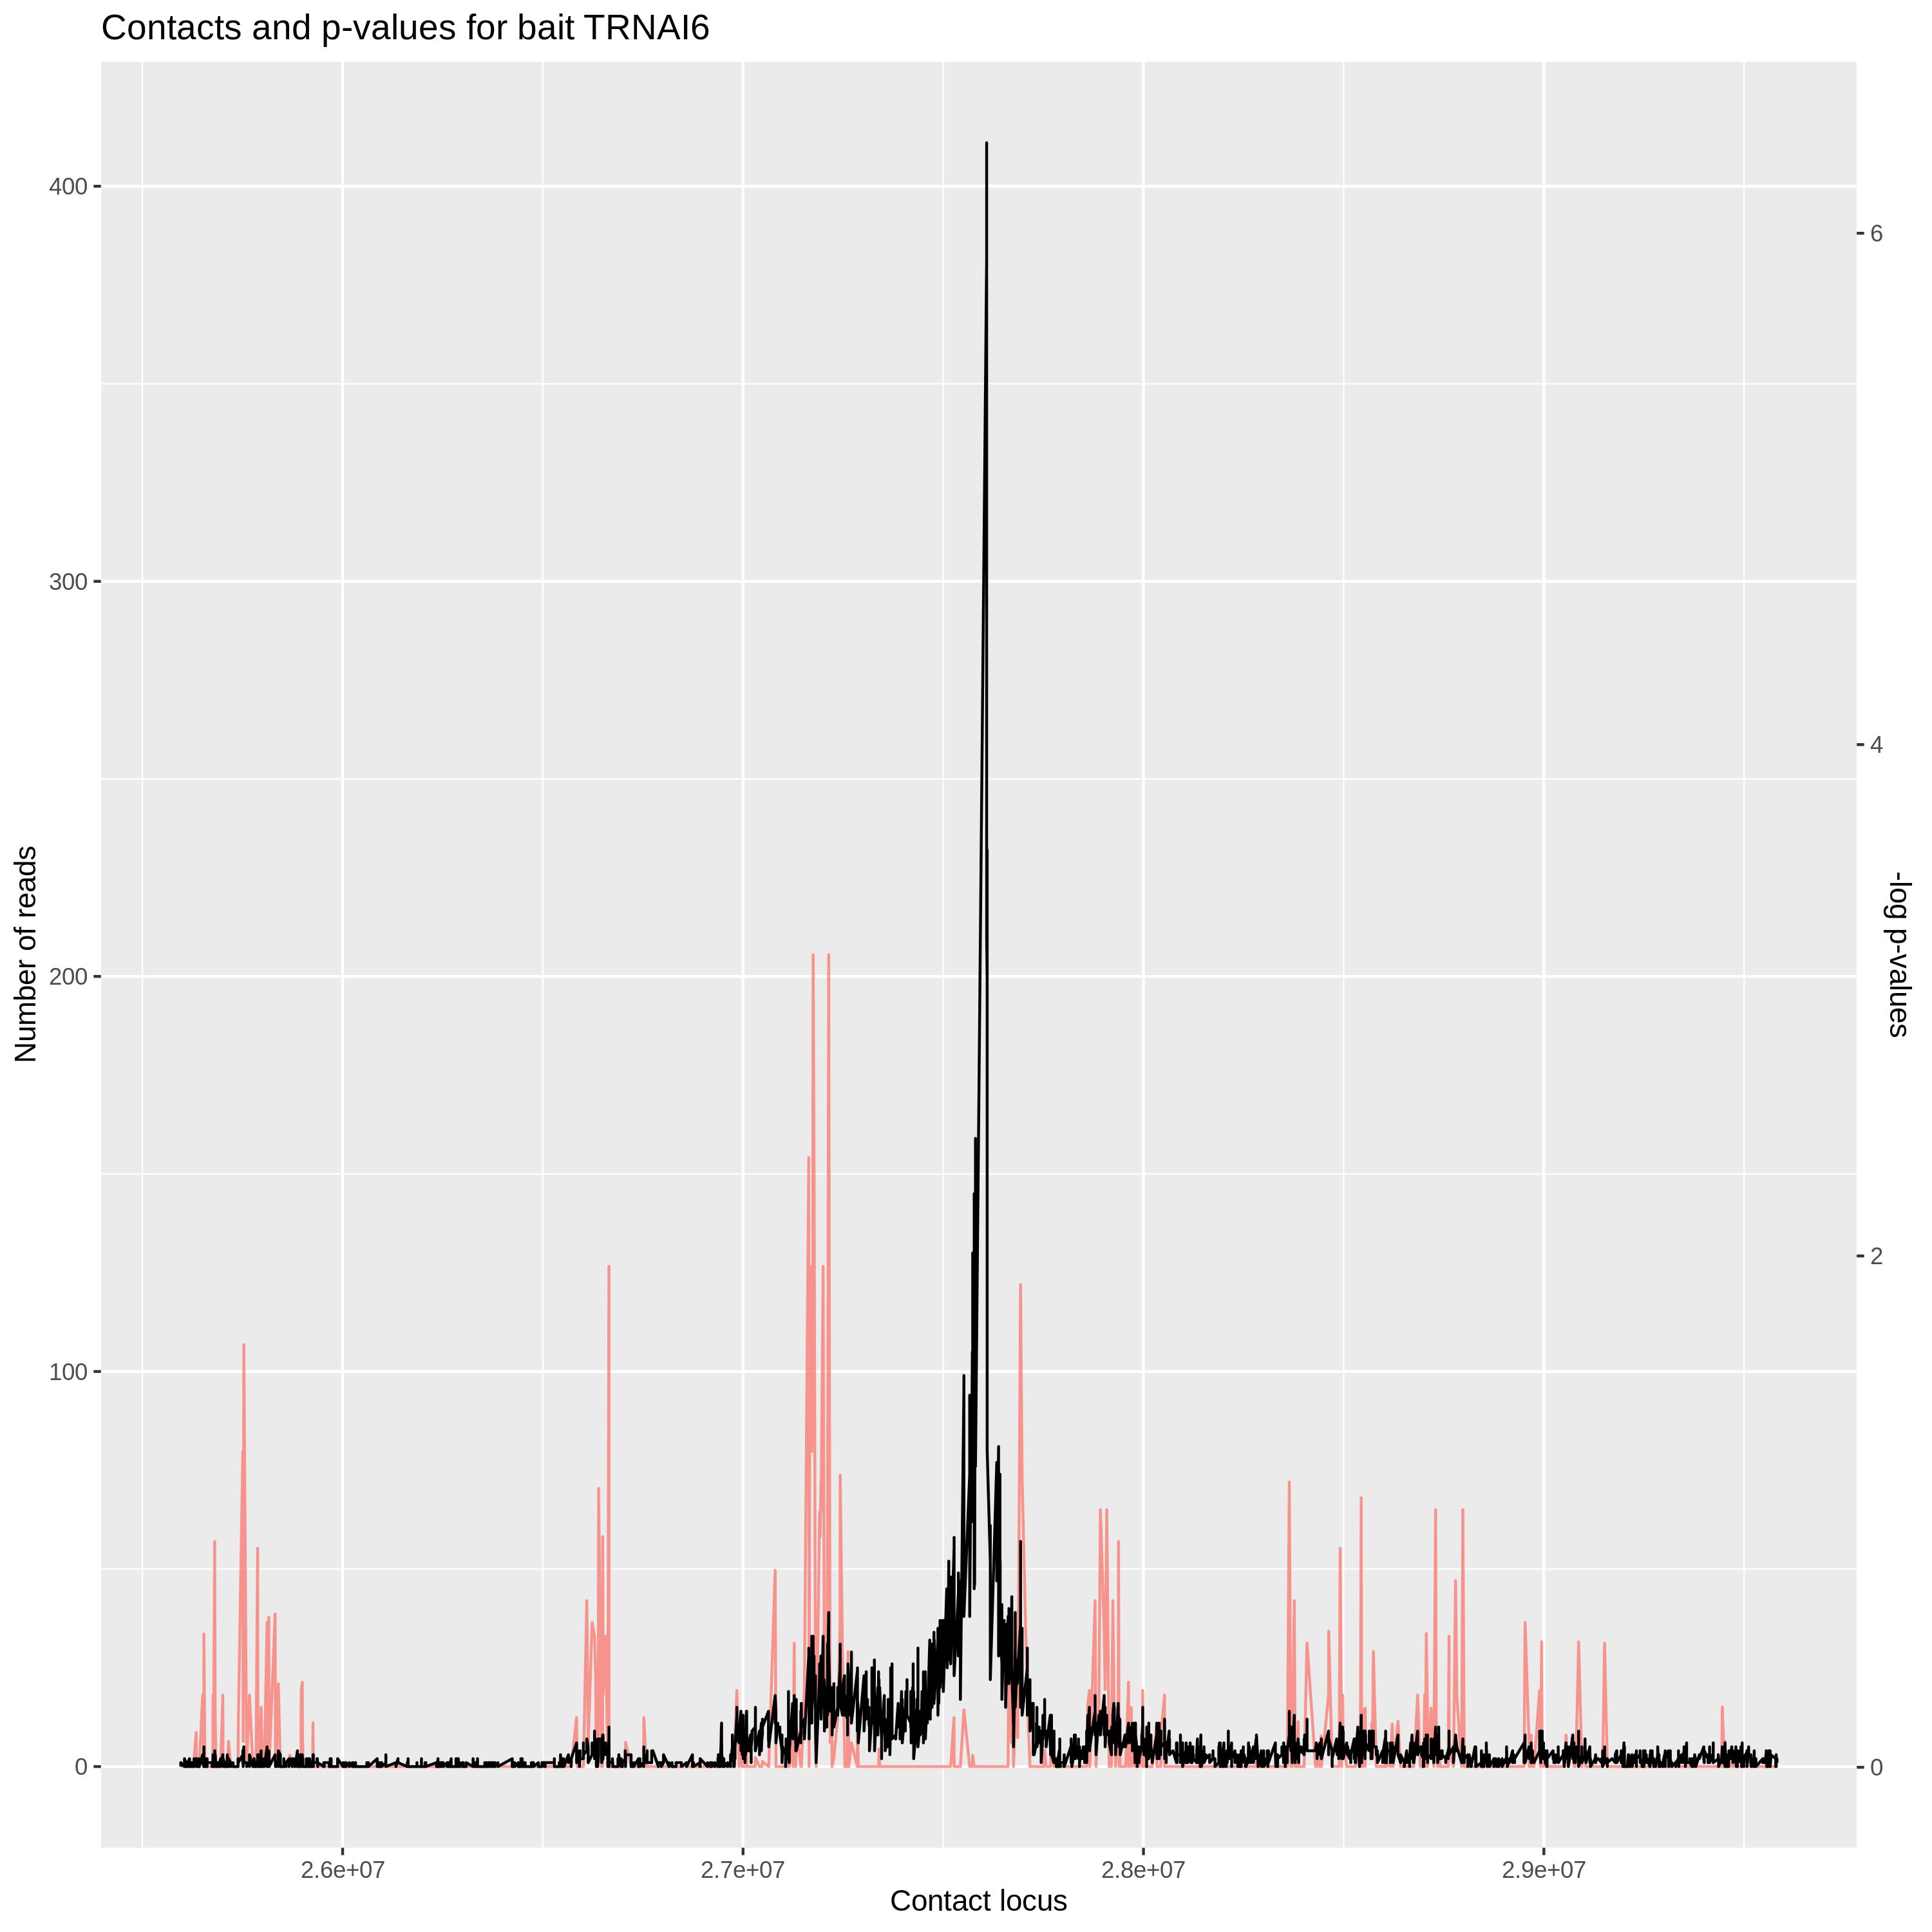 Contacts and p-values for bait TRNAI6
400
300
200
100
0
Number of reads
6
4
2
0
-log p-values
2.6e+07
2.7e+07
2.8e+07
2.9e+07
Contact locus